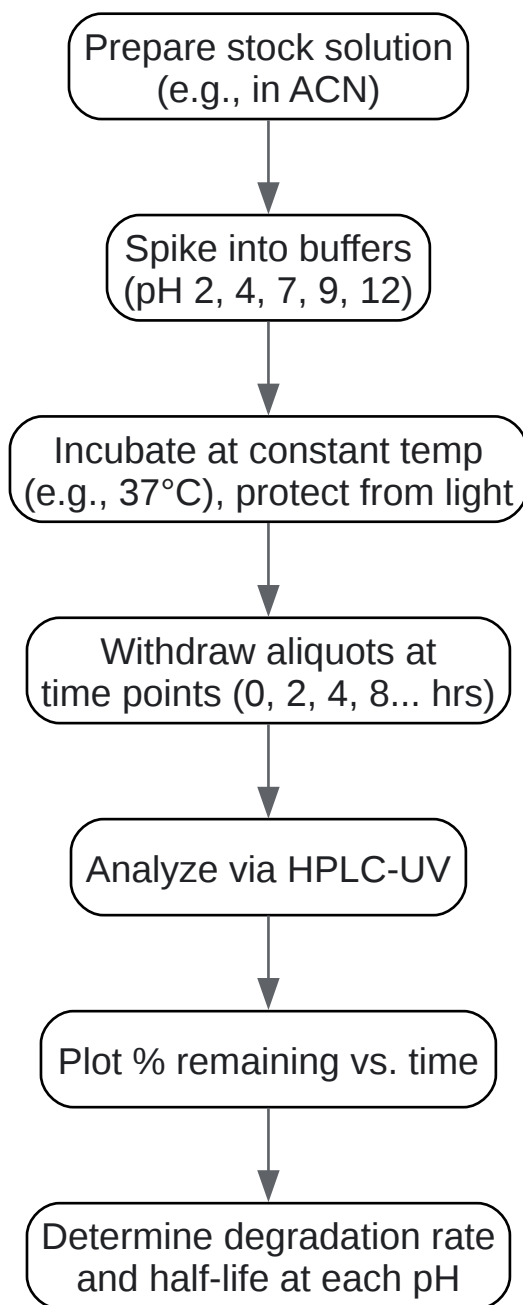 Prepare stock solution
(e.g., in ACN)
Spike into buffers
(pH 2, 4, 7, 9, 12)
Incubate at constant temp
(e.g., 37°C), protect from light
Withdraw aliquots at
time points (0, 2, 4, 8... hrs)
Analyze via HPLC-UV
Plot % remaining vs. time
Determine degradation rate
and half-life at each pH